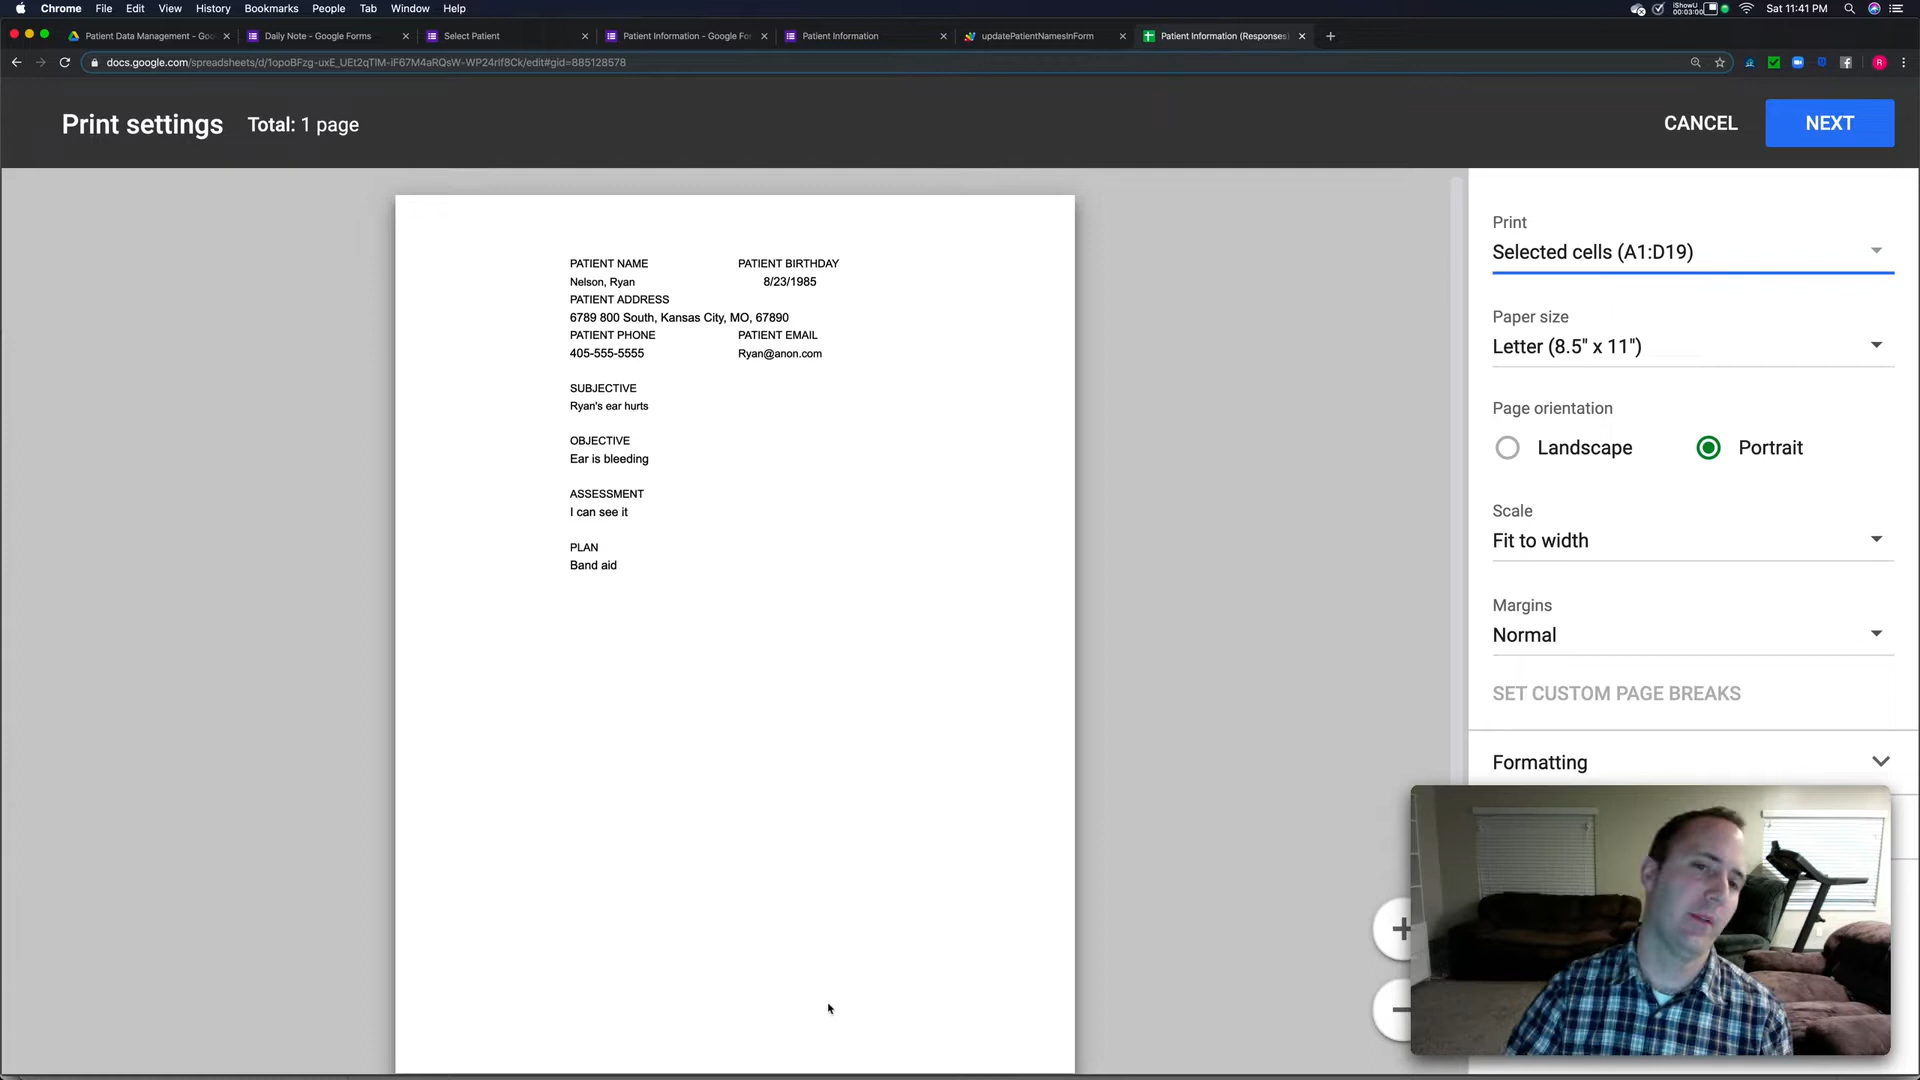 Chrome File Edit View History Bookmarks People Tab Window Help iShowU 00:03:00 Sat 11:41 PM
Patient Data Management - Goo Daily Note - Google Forms Select Patient Patient Information - Google For Patient Information updatePatientNamesInForm Patient Information (Responses)
docs.google.com/spreadsheets/d/1opoBFzg-uxE_UEt2qTIM-iF67M4aRQsW-WP24rIf8Ck/edit#gid=885128578 R
Print settings Total: 1 page CANCEL NEXT
PATIENT NAME PATIENT BIRTHDAY
Nelson, Ryan 8/23/1985
PATIENT ADDRESS
6789 800 South, Kansas City, MO, 67890
PATIENT PHONE PATIENT EMAIL
405-555-5555 Ryan@anon.com
SUBJECTIVE
Ryan's ear hurts
OBJECTIVE
Ear is bleeding
ASSESSMENT
I can see it
PLAN
Band aid
Print
Selected cells (A1:D19)
Paper size
Letter (8.5" x 11")
Page orientation
Landscape Portrait
Scale
Fit to width
Margins
Normal
SET CUSTOM PAGE BREAKS
Formatting